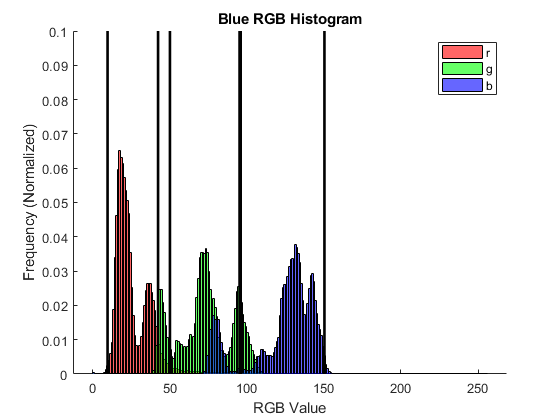 Blue RGB Histogram
r
g
b
Frequency (Normalized)
0.1
0.09
0.08
0.07
0.06
0.05
0.04
0.03
0.02
0.01
0
0 50 100 150 200 250
RGB Value